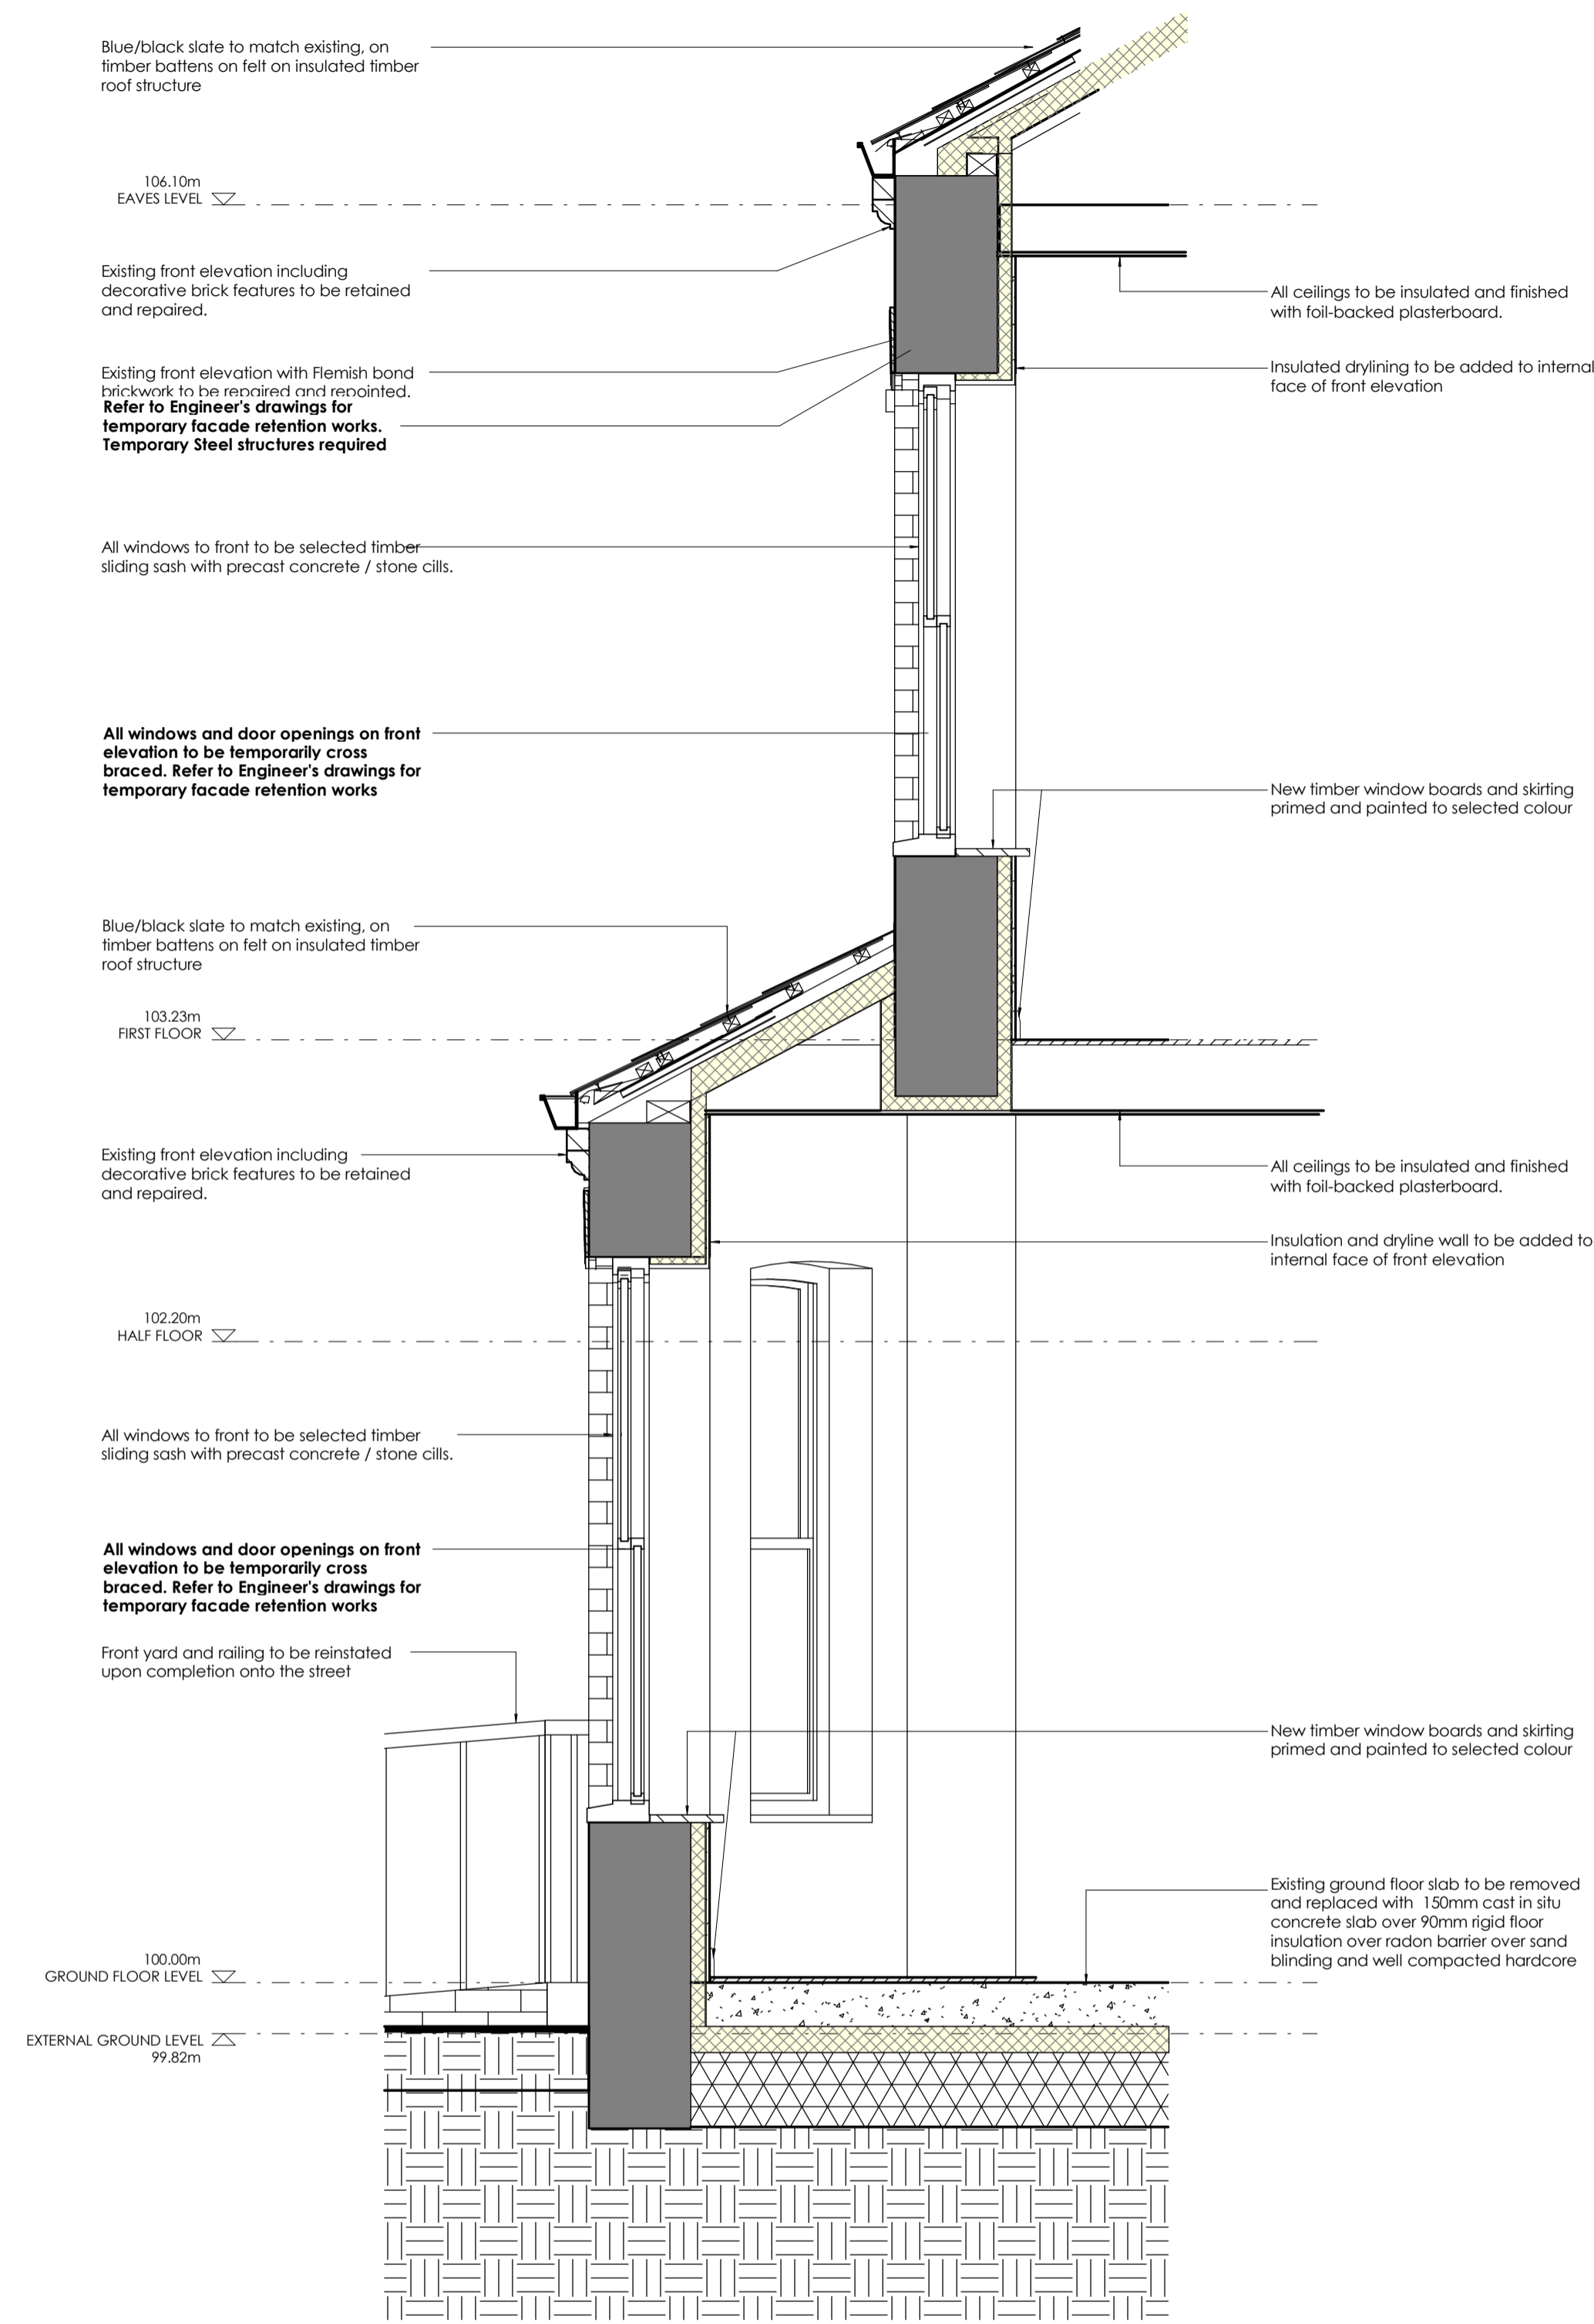 Blue/black slate to match existing, on
timber battens on felt on insulated timber
roof structure
106.10m
EAVES LEVEL
Existing front elevation including
decorative brick features to be retained
and repaired.
All ceilings to be insulated and finished
with foil-backed plasterboard.
Existing front elevation with Flemish bond
brickwork to be repaired and repointed.
Refer to Engineer's drawings for
temporary facade retention works.
Temporary Steel structures required
Insulated drylining to be added to internal
face of front elevation
All windows to front to be selected timber
sliding sash with precast concrete / stone cills.
All windows and door openings on front
elevation to be temporarily cross
braced. Refer to Engineer's drawings for
temporary facade retention works
New timber window boards and skirting
primed and painted to selected colour
Blue/black slate to match existing, on
timber battens on felt on insulated timber
roof structure
103.23m
FIRST FLOOR
Existing front elevation including
decorative brick features to be retained
and repaired.
All ceilings to be insulated and finished
with foil-backed plasterboard.
Insulation and dryline wall to be added to
internal face of front elevation
102.20m
HALF FLOOR
All windows to front to be selected timber
sliding sash with precast concrete / stone cills.
All windows and door openings on front
elevation to be temporarily cross
braced. Refer to Engineer's drawings for
temporary facade retention works
Front yard and railing to be reinstated
upon completion onto the street
New timber window boards and skirting
primed and painted to selected colour
Existing ground floor slab to be removed
and replaced with 150mm cast in situ
concrete slab over 90mm rigid floor
insulation over radon barrier over sand
blinding and well compacted hardcore
100.00m
GROUND FLOOR LEVEL
EXTERNAL GROUND LEVEL
99.82m